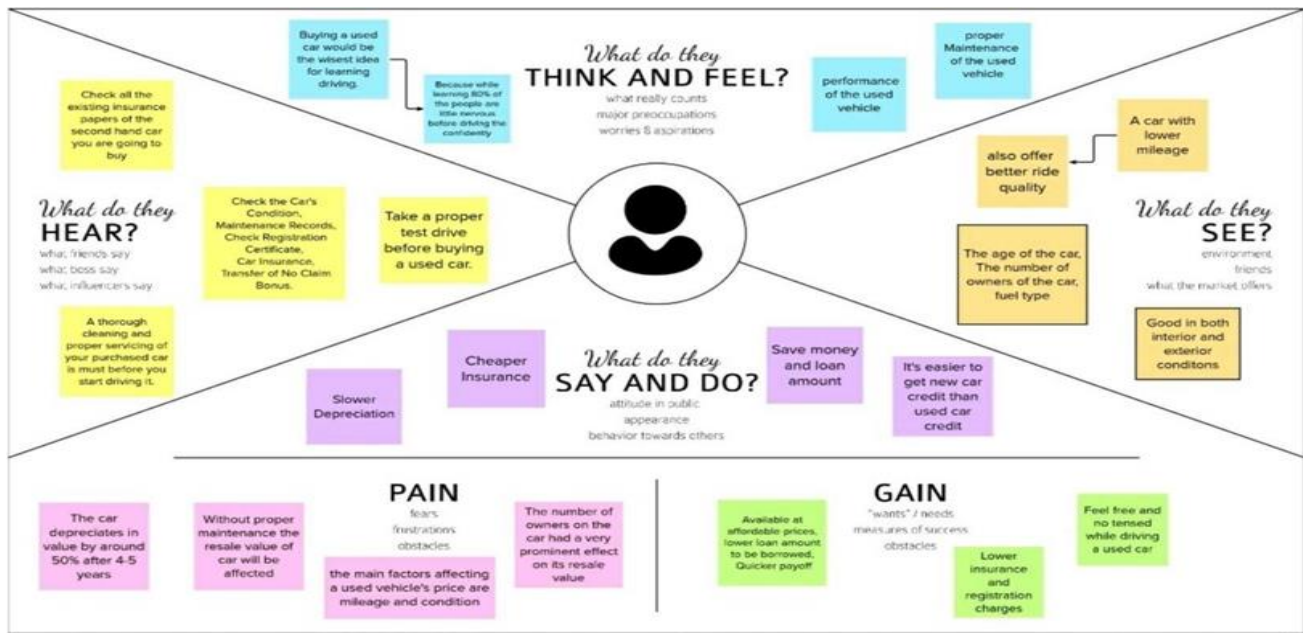 Buying a used
car would be
the wisest idea
for learning
driving.
Because while
learning 80% of
the people are
little nervous
before driving the
confidently
What do they
THINK AND FEEL?
what really counts
major preoccupations
worries & aspirations
performance
of the used
vehicle
proper
Maintenance
of the used
vehicle
Check all the
existing insurance
papers of the
second hand car
you are going to
buy
What do they
HEAR?
what friends say
what boss say
what influencers say
Check the Car's
Condition,
Maintenance Records,
Check Registration
Certificate,
Car Insurance,
Transfer of No Claim
Bonus.
Take a proper
test drive
before buying
a used car.
A thorough
cleaning and
proper servicing of
your purchased car
is must before you
start driving it.
A car with
lower
mileage
also offer
better ride
quality
What do they
SEE?
environment
friends
what the market offers
The age of the car,
The number of
owners of the car,
fuel type
Good in both
interior and
exterior
conditons
Slower
Depreciation
Cheaper
Insurance
What do they
SAY AND DO?
attitude in public
appearance
behavior towards others
Save money
and loan
amount
It's easier to
get new car
credit than
used car
credit
PAIN
fears
frustrations
obstacles
The car
depreciates in
value by around
50% after 4-5
years
Without proper
maintenance the
resale value of
car will be
affected
the main factors affecting
a used vehicle's price are
mileage and condition
The number of
owners on the
car had a very
prominent effect
on its resale
value
GAIN
"wants" / needs
measures of success
obstacles
Available at
affordable prices,
lower loan amount
to be borrowed,
Quicker payoff
Lower
insurance
and
registration
charges
Feel free and
no tensed
while driving
a used car